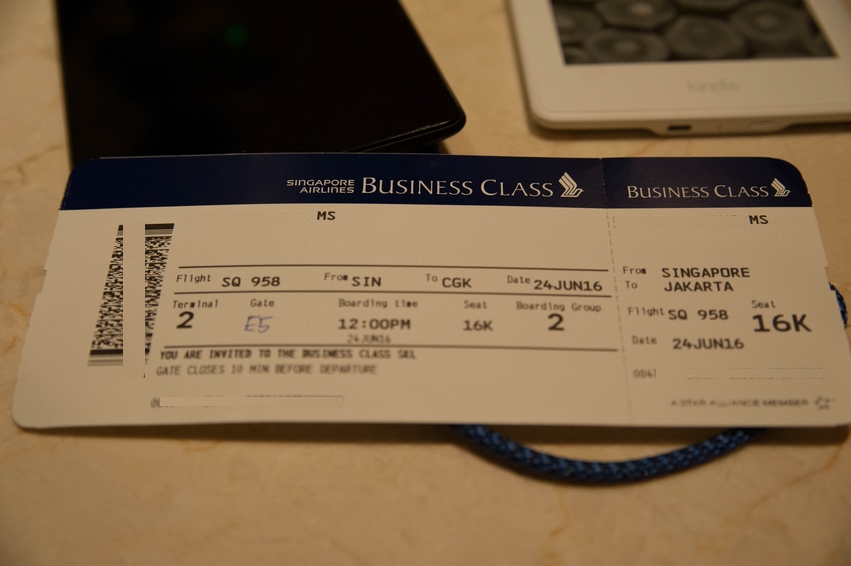 kindle
SINGAPORE AIRLINES BUSINESS CLASS
MS
Flight SQ 958 From SIN To CGK Date 24JUN16
Terminal Gate Boarding time Seat Boarding Group
2 E5 12:00PM 16K 2
24JUN16
YOU ARE INVITED TO THE BUSINESS CLASS SKL
GATE CLOSES 10 MIN BEFORE DEPARTURE
BUSINESS CLASS
MS
From SINGAPORE
To JAKARTA
Flight SQ 958 Seat 16K
Date 24JUN16
0041
A STAR ALLIANCE MEMBER